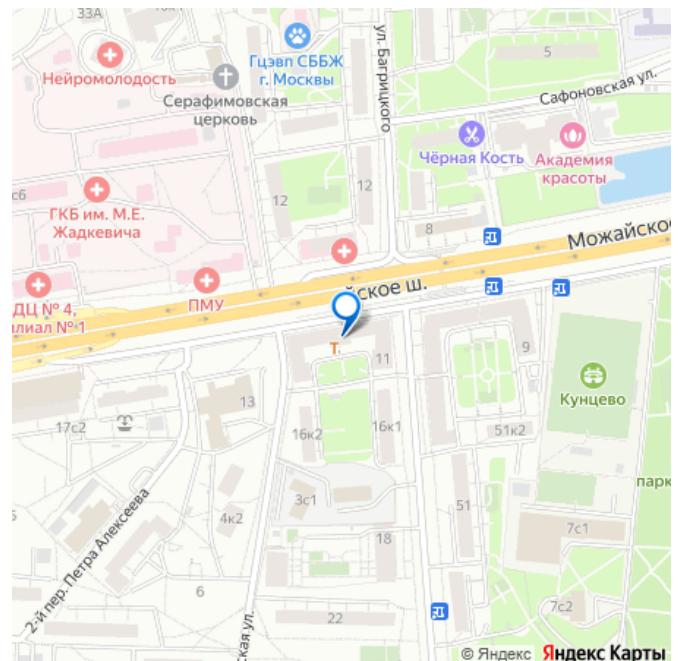 33А
16к1
Нейромолодость
Гцэвп СББЖ
г. Москвы
ул. Багрицкого
5
Сафоновская ул.
Серафимовская
церковь
Чёрная Кость
Академия
красоты
с6
12
12
8
ГКБ им. М.Е.
Жадкевича
Можайское
ДЦ № 4,
илиал № 1
ПМУ
йское ш.
Т.
11
9
Кунцево
13
17с2
16к2
16к1
51к2
парк
3с1
51
5
4к2
7с1
18
2-й пер. Петра Алексеева
6
7с2
22
ская ул.
© Яндекс Яндекс Карты